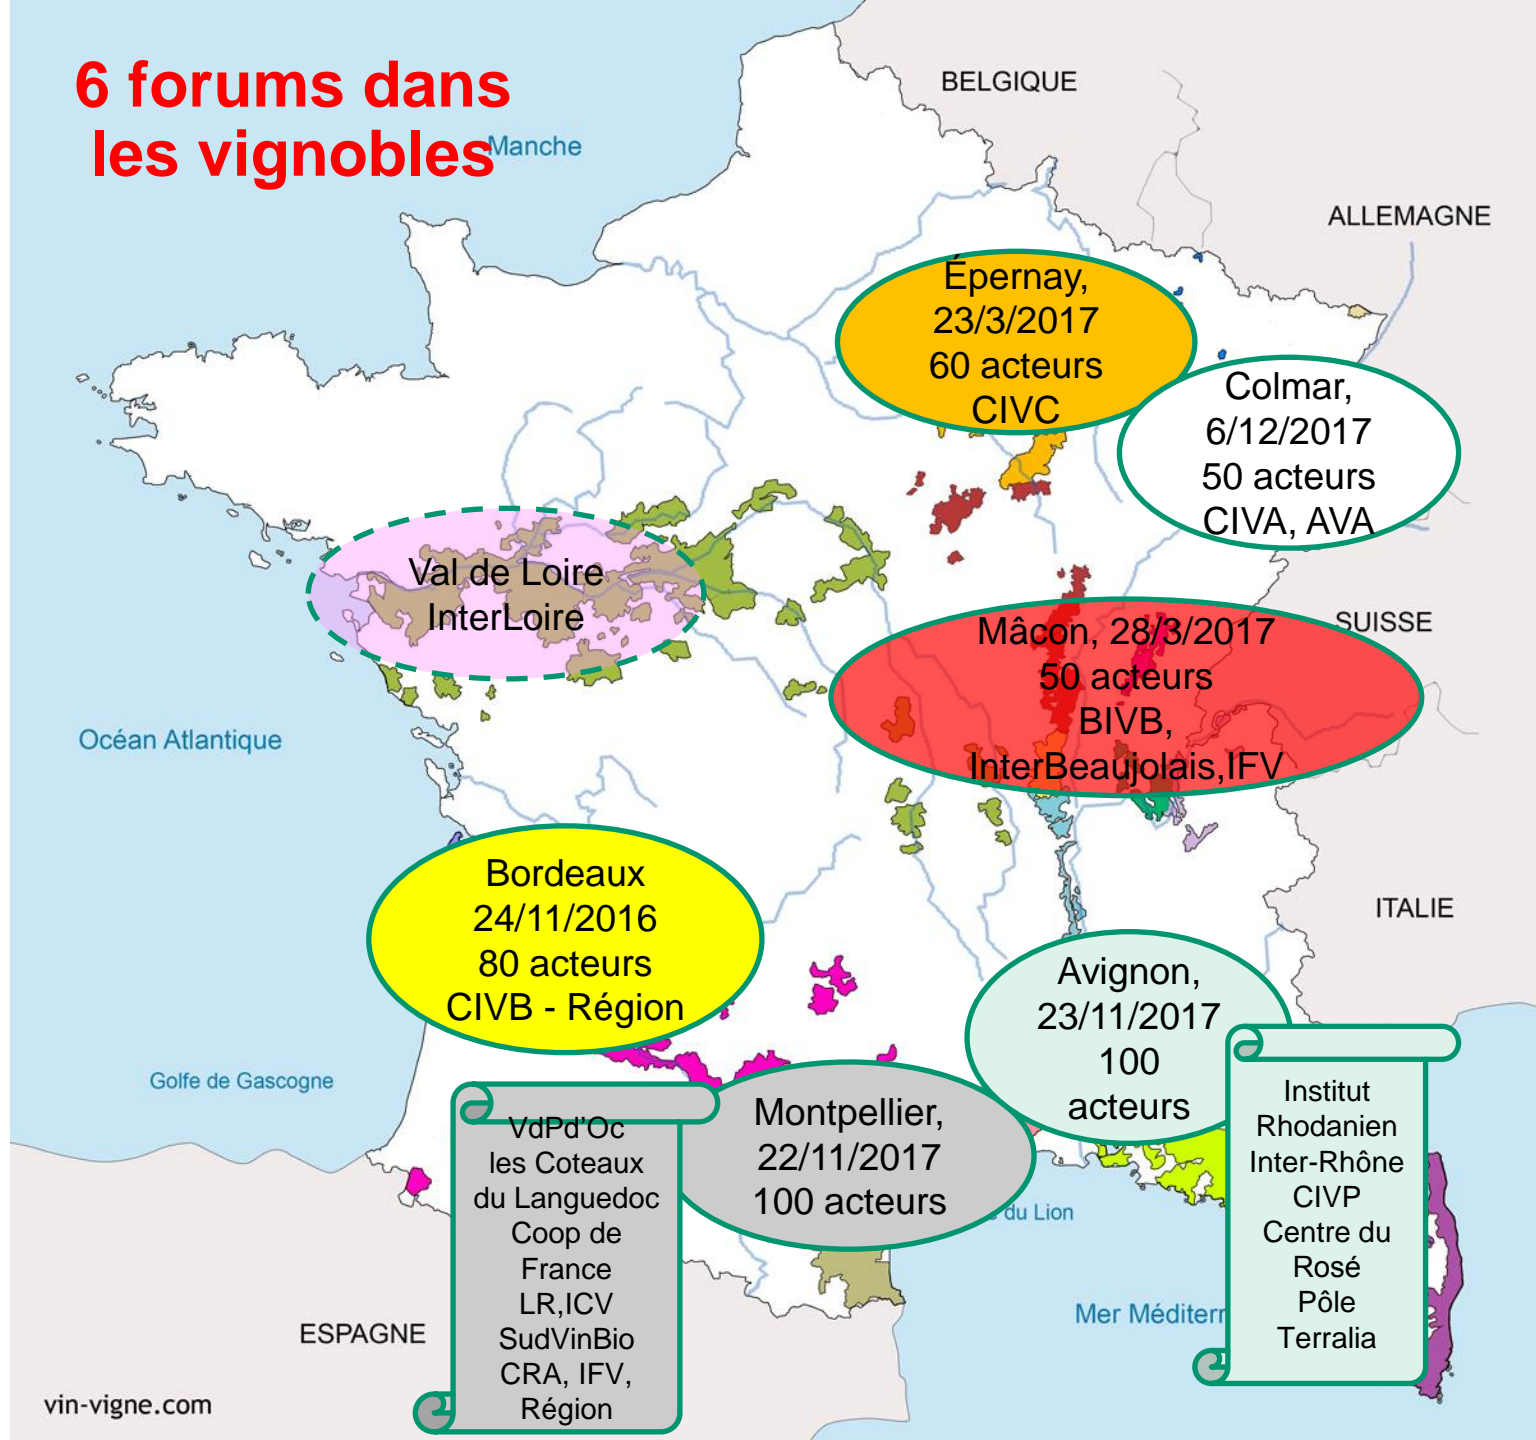 6 forums dans
les vignobles
Manche
BELGIQUE
ALLEMAGNE
Épernay,
23/3/2017
60 acteurs
CIVC
Colmar,
6/12/2017
50 acteurs
CIVA, AVA
Val de Loire
InterLoire
SUISSE
Mâcon, 28/3/2017
50 acteurs
BIVB,
InterBeaujolais,IFV
Océan Atlantique
Bordeaux
24/11/2016
80 acteurs
CIVB - Région
ITALIE
Avignon,
23/11/2017
100
acteurs
Golfe de Gascogne
Institut
Rhodanien
Inter-Rhône
CIVP
Centre du
Rosé
Pôle
Terralia
Montpellier,
22/11/2017
100 acteurs
VdPd’Oc
les Coteaux
du Languedoc
Coop de
France
LR,ICV
SudVinBio
CRA, IFV,
Région
du Lion
Mer Méditerr
ESPAGNE
vin-vigne.com